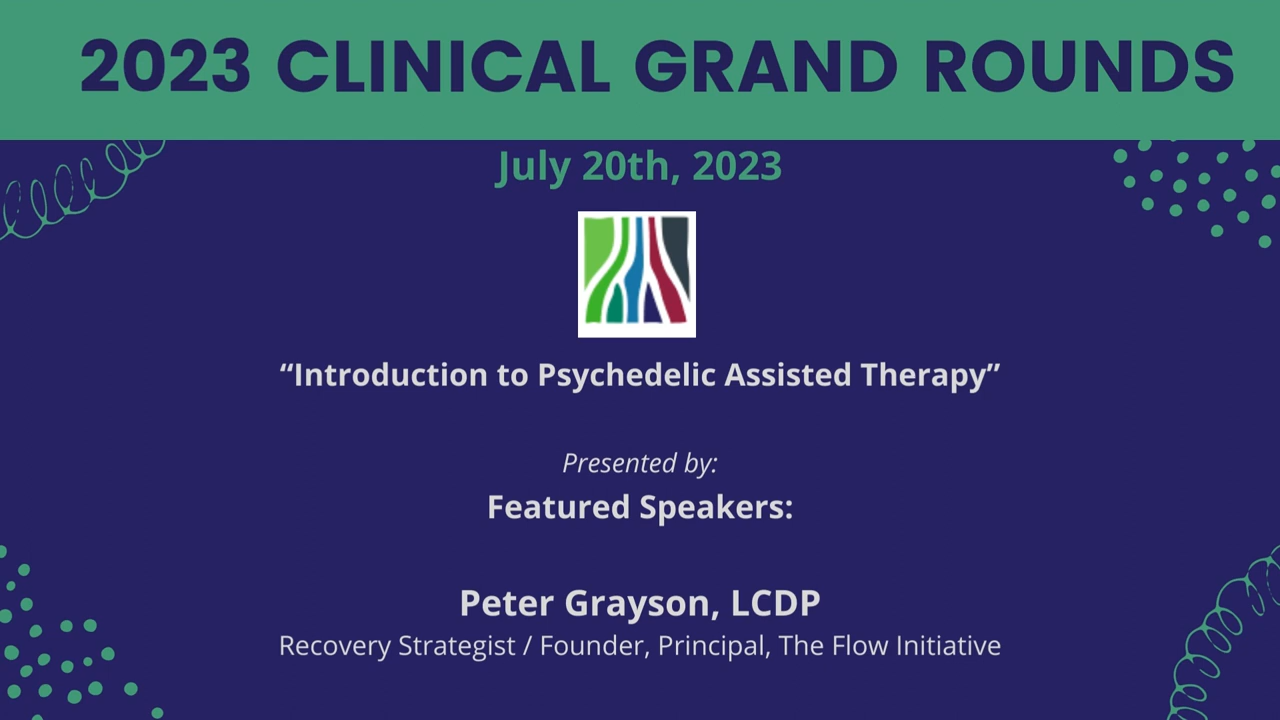 2023 CLINICAL GRAND ROUNDS
July 20th, 2023
“Introduction to Psychedelic Assisted Therapy”
Presented by:
Featured Speakers:
Peter Grayson, LCDP
Recovery Strategist / Founder, Principal, The Flow Initiative